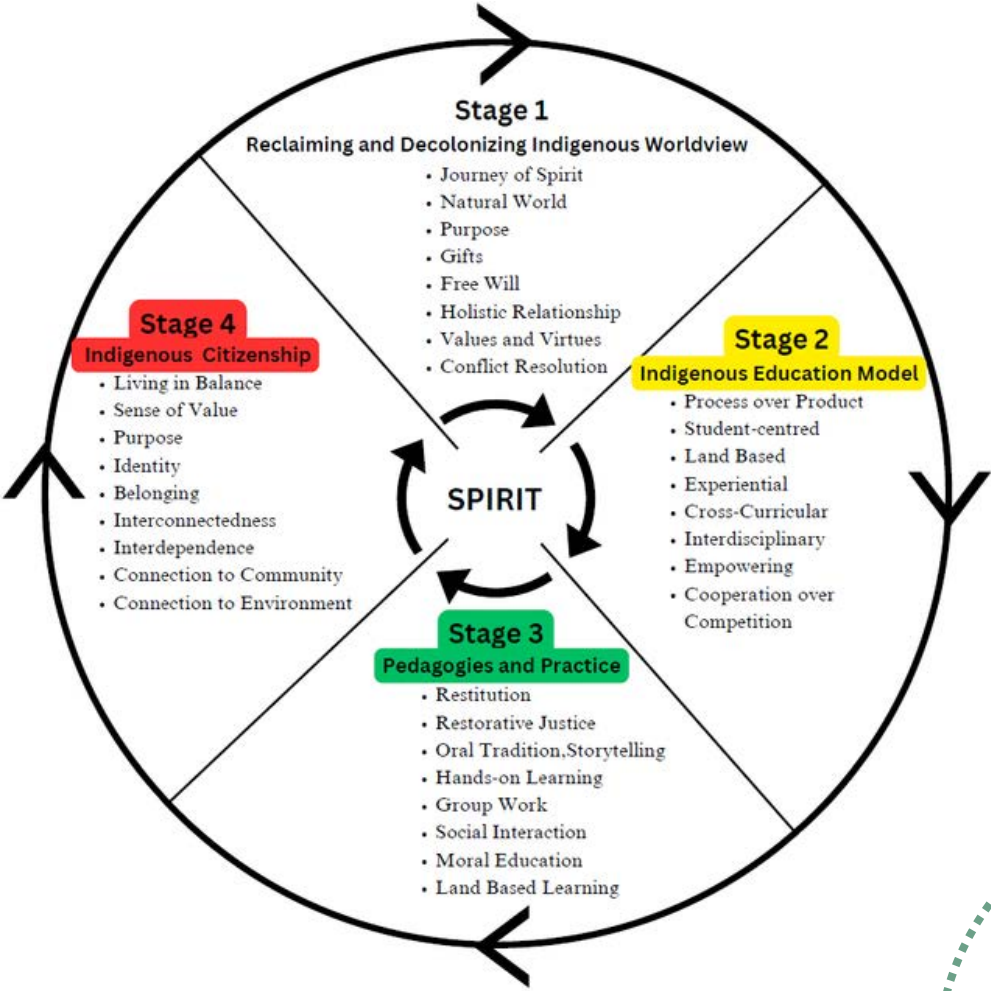 Stage 1
Reclaiming and Decolonizing Indigenous Worldview
• Journey of Spirit
• Natural World
• Purpose
• Gifts
• Free Will
• Holistic Relationship
• Values and Virtues
• Conflict Resolution
Stage 2
Indigenous Education Model
• Process over Product
• Student-centred
• Land Based
• Experiential
• Cross-Curricular
• Interdisciplinary
• Empowering
• Cooperation over
Competition
Stage 3
Pedagogies and Practice
• Restitution
• Restorative Justice
• Oral Tradition,Storytelling
• Hands-on Learning
• Group Work
• Social Interaction
• Moral Education
• Land Based Learning
Stage 4
Indigenous Citizenship
• Living in Balance
• Sense of Value
• Purpose
• Identity
• Belonging
• Interconnectedness
• Interdependence
• Connection to Community
• Connection to Environment
SPIRIT